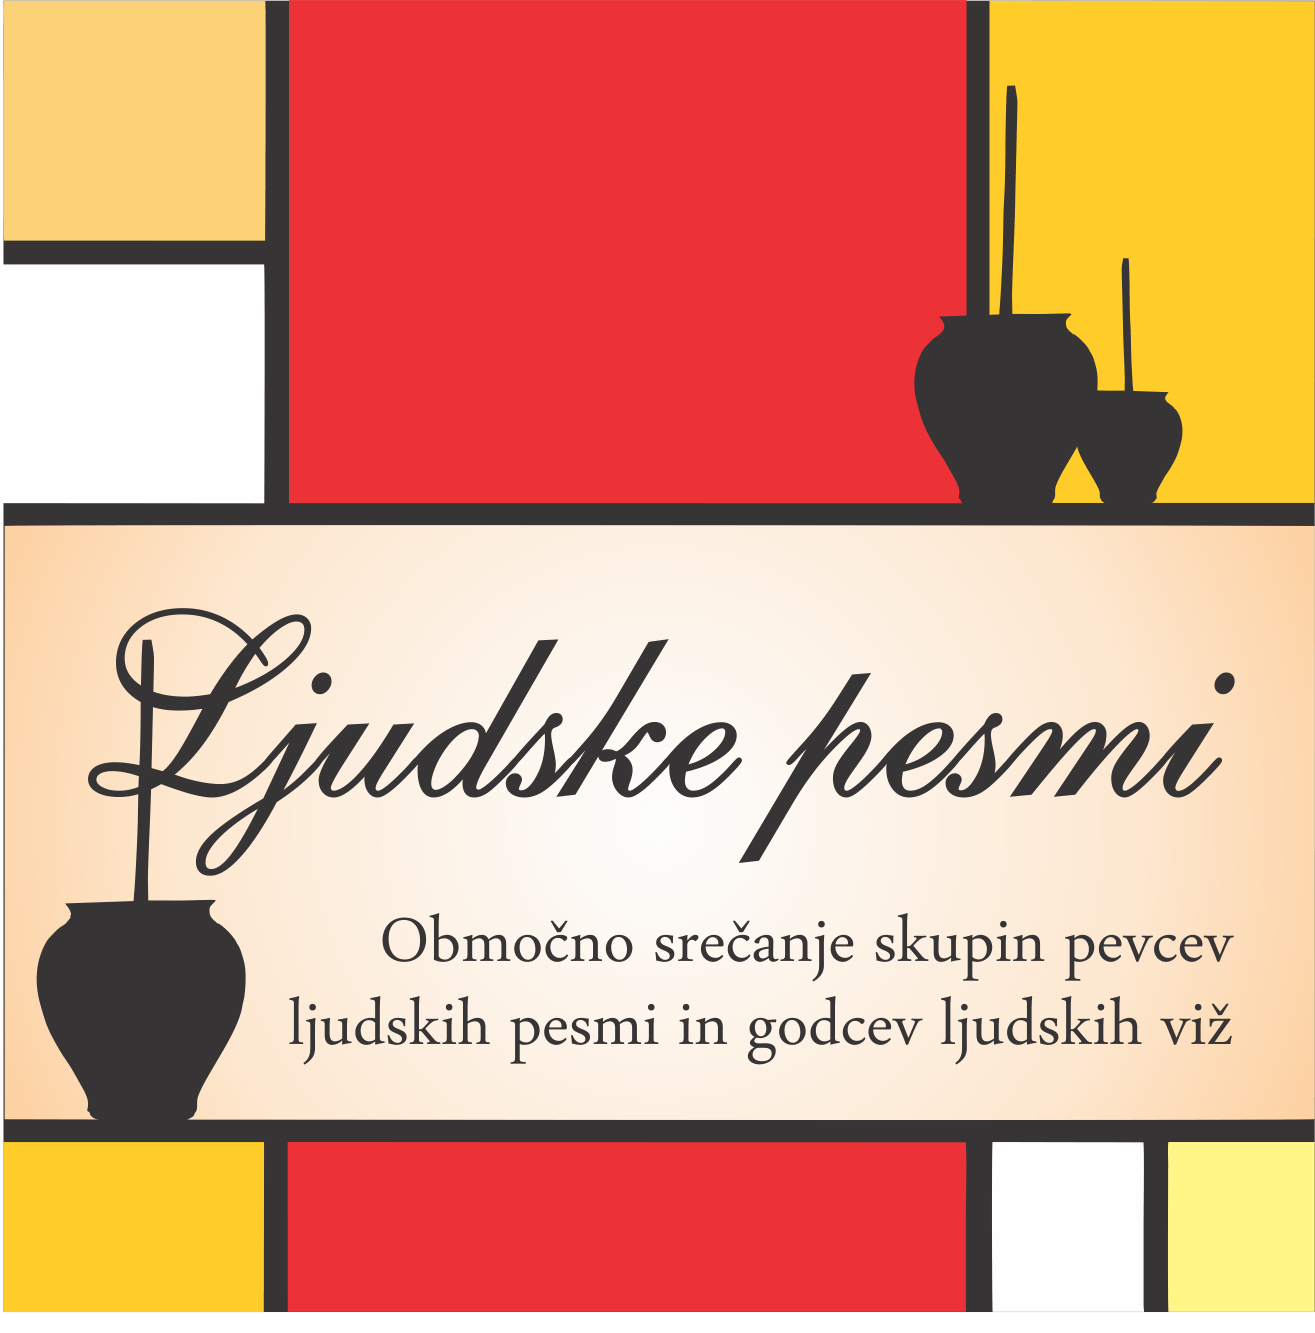 Ljudske pesmi
Območno srečanje skupin pevcev
ljudskih pesmi in godcev ljudskih viž